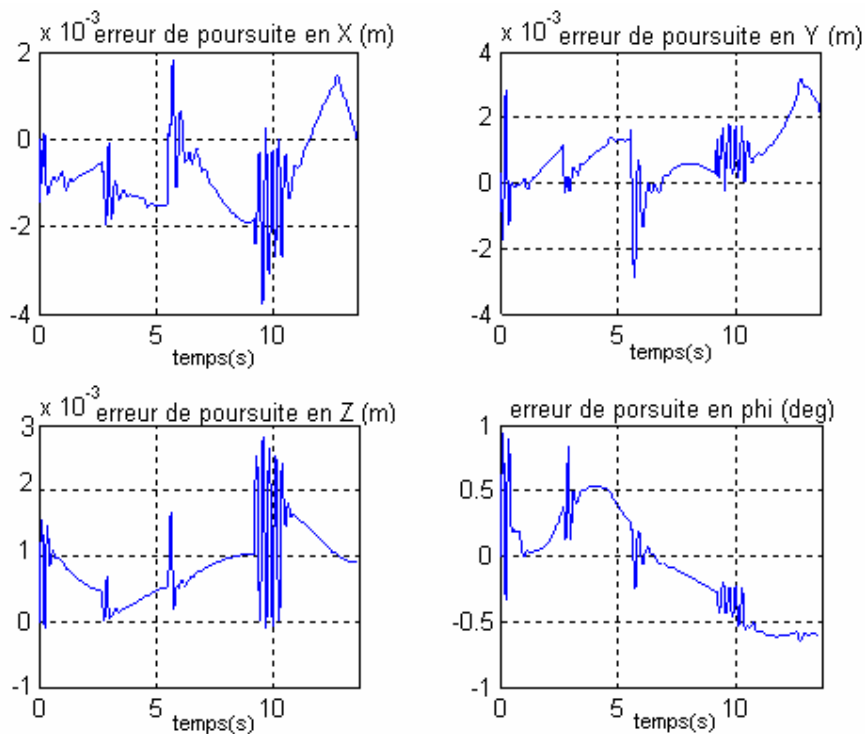 x 10⁻³ erreur de poursuite en X (m)
2
0
-2
-4
0 5 10
temps(s)
x 10⁻³ erreur de poursuite en Y (m)
4
2
0
-2
-4
0 5 10
temps(s)
x 10⁻³ erreur de poursuite en Z (m)
3
2
1
0
-1
0 5 10
temps(s)
erreur de porsuite en phi (deg)
1
0.5
0
-0.5
-1
0 5 10
temps(s)